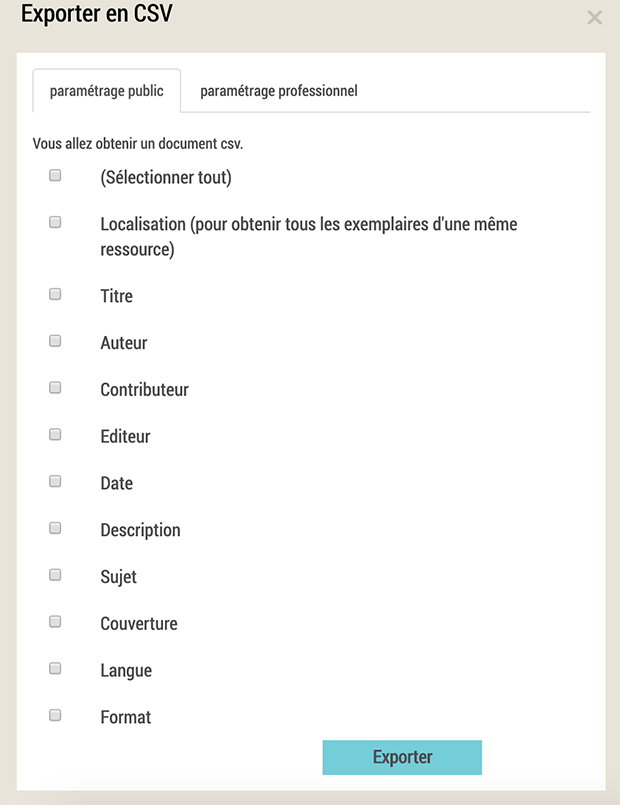 Exporter en CSV
paramétrage public
paramétrage professionnel
Vous allez obtenir un document csv.
(Sélectionner tout)
Localisation (pour obtenir tous les exemplaires d'une même
ressource)
Titre
Auteur
Contributeur
Editeur
Date
Description
Sujet
Couverture
Langue
Format
Exporter